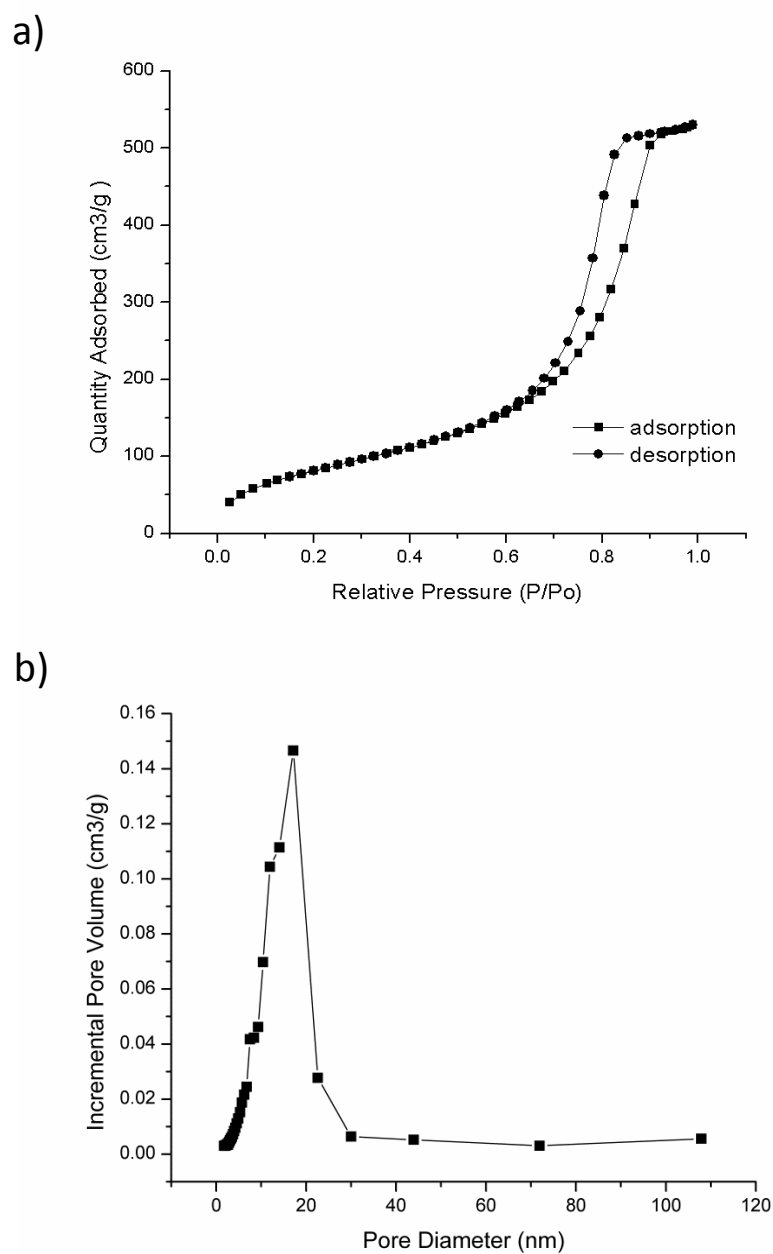 a)
600
500
400
300
200
100
0
Quantity Adsorbed (cm3/g )
adsorption
desorption
0.0 0.2 0.4 0.6 0.8 1.0
Relative Pressure (P/Po)
b)
0.16
0.14
0.12
0.10
0.08
0.06
0.04
0.02
0.00
Incremental Pore Volume (cm3/g)
0 20 40 60 80 100 120
Pore Diameter (nm)